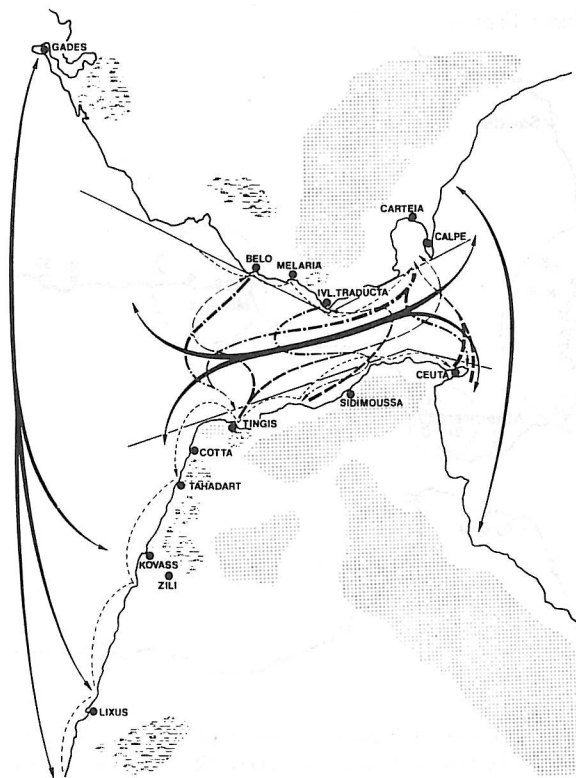 GADES
CARTEIA
CALPE
BELO
MELARIA
IVL.TRADUCTA
CEUTA
SIDIMOUSSA
TINGIS
COTTA
TAHADART
KOVASS
ZILI
LIXUS